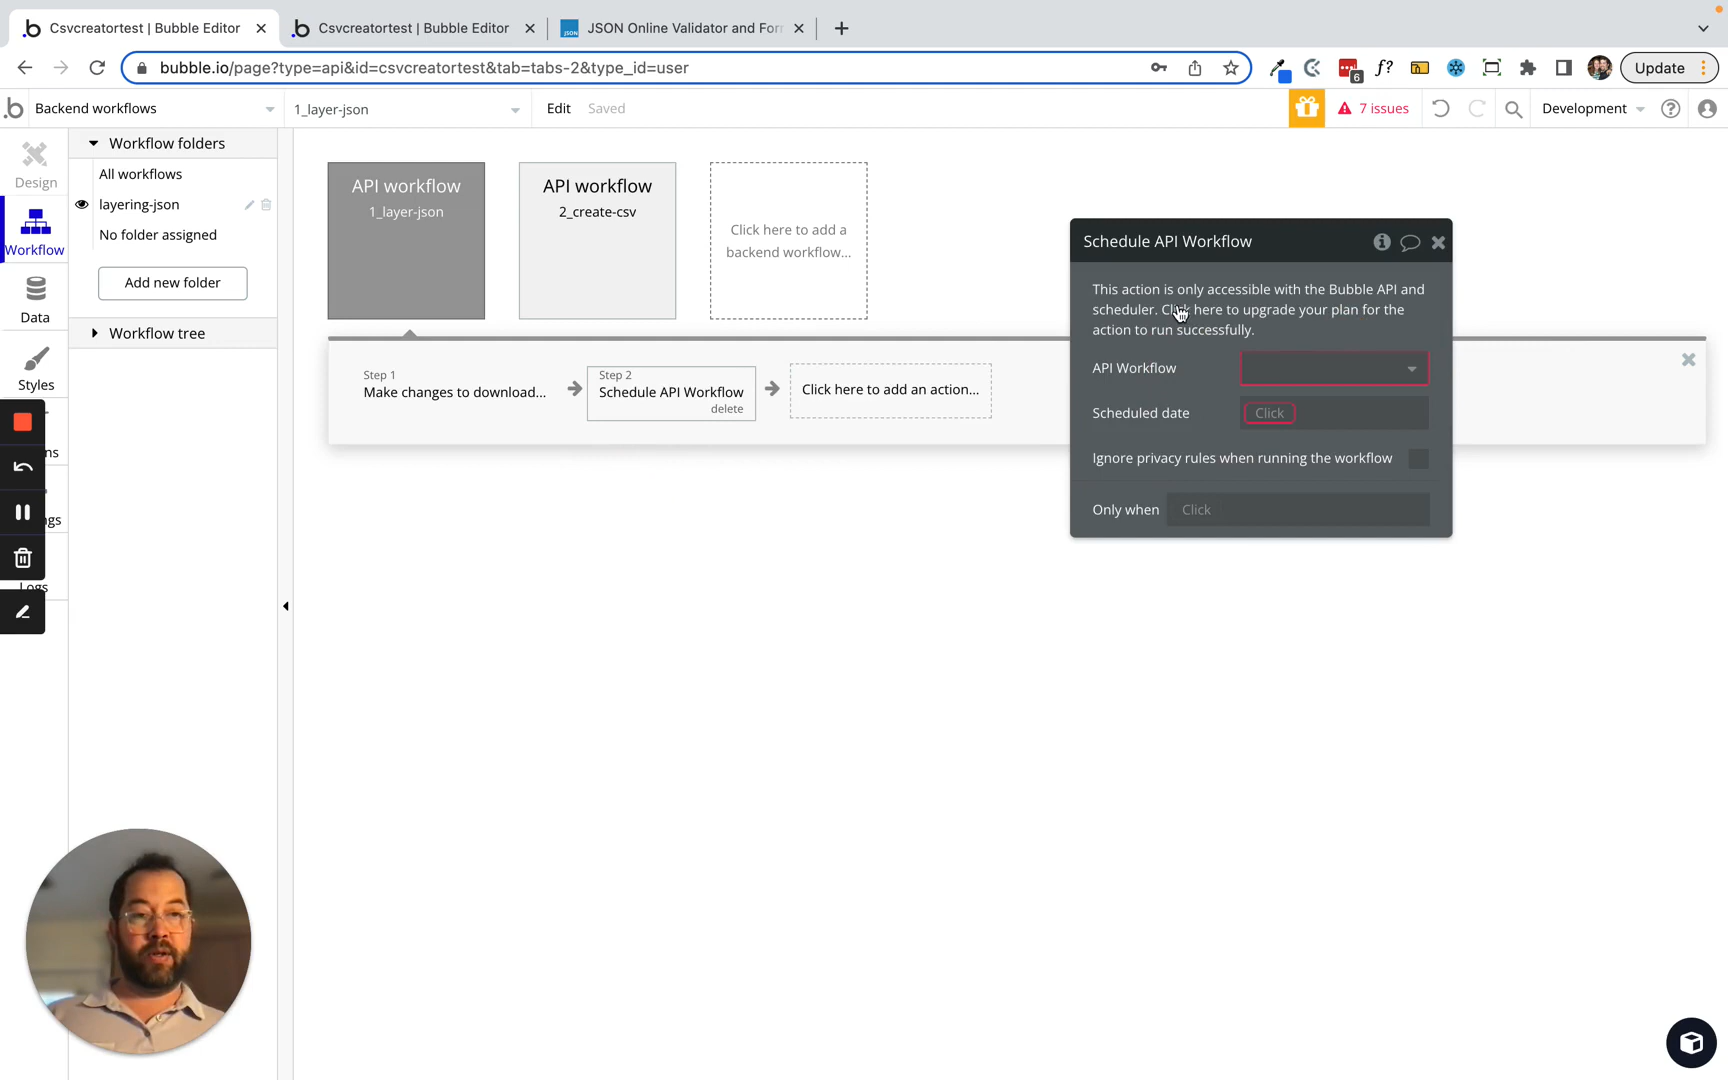 Csvcreatortest | Bubble Editor
Csvcreatortest | Bubble Editor
JSON Online Validator and For
bubble.io/page?type=api&id=csvcreatortest&tab=tabs-2&type_id=user
6
f?
Update
Backend workflows
1_layer-json
Edit
Saved
7 issues
Development
Design
Workflow
Data
Styles
ns
gs
Logs
Workflow folders
All workflows
layering-json
No folder assigned
Add new folder
Workflow tree
API workflow
1_layer-json
API workflow
2_create-csv
Click here to add a
backend workflow...
Step 1
Make changes to download...
Step 2
Schedule API Workflow
delete
Click here to add an action...
Schedule API Workflow
This action is only accessible with the Bubble API and
scheduler. Click here to upgrade your plan for the
action to run successfully.
API Workflow
Scheduled date
Click
Ignore privacy rules when running the workflow
Only when
Click